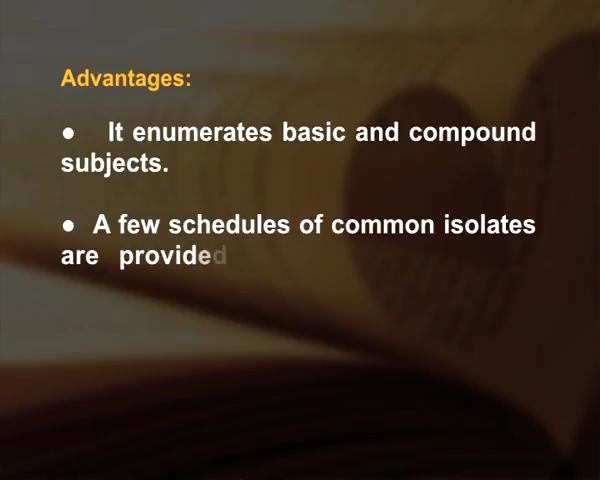 Advantages:
● It enumerates basic and compound
subjects.
● A few schedules of common isolates
are provided